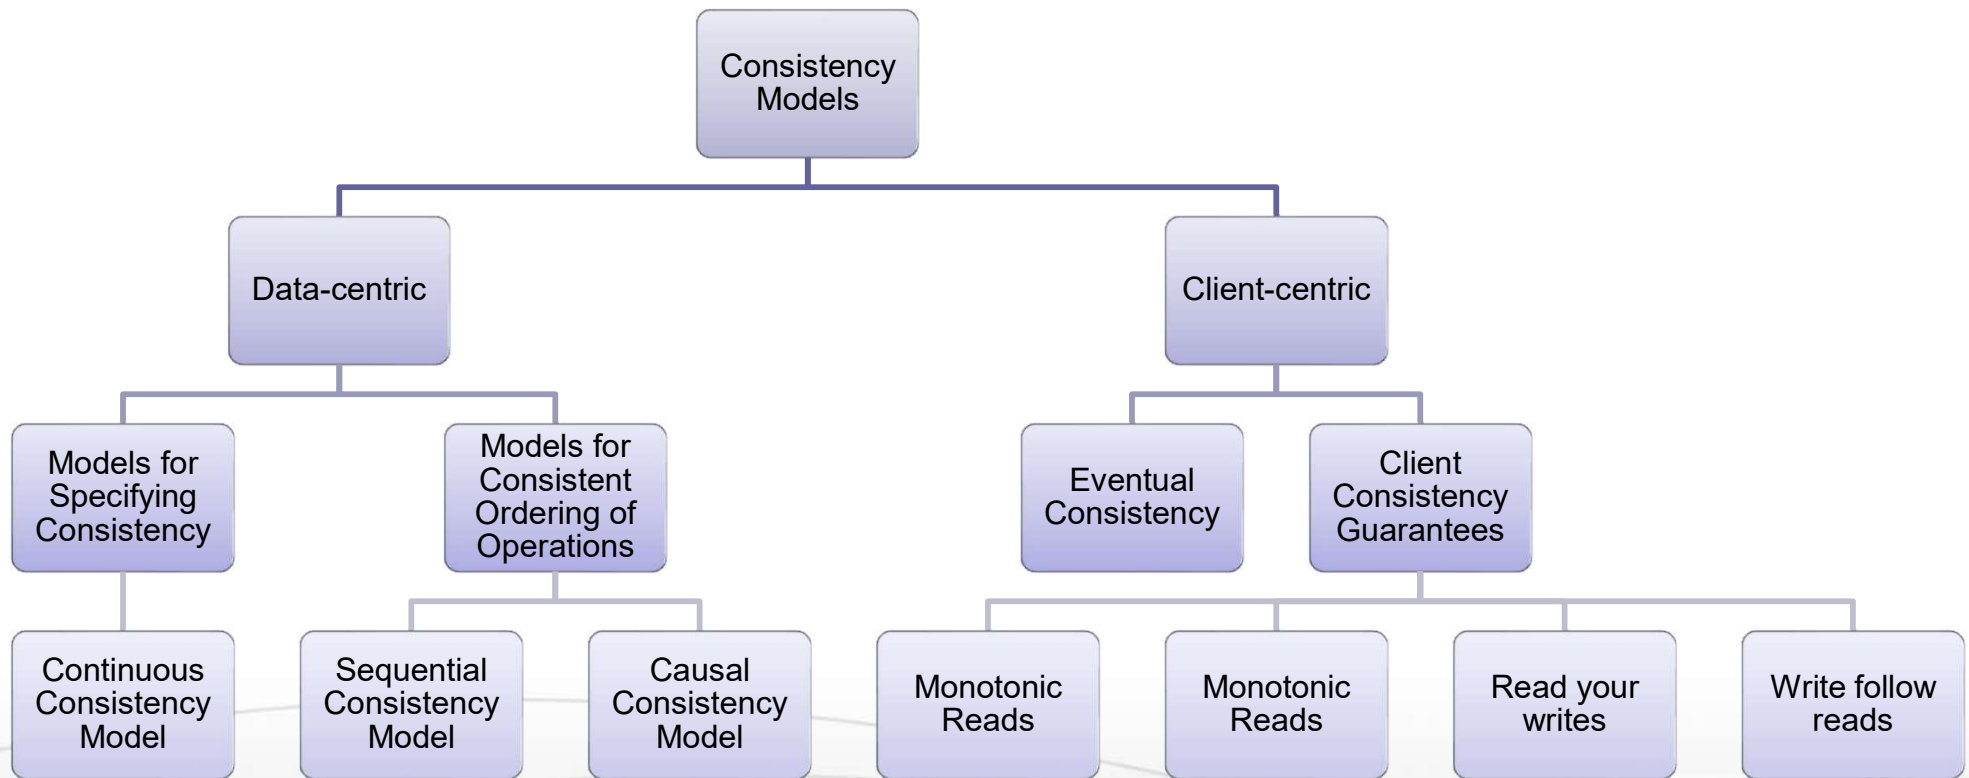 Consistency
Models
Data-centric
Client-centric
Models for
Specifying
Consistency
Models for
Consistent
Ordering of
Operations
Eventual
Consistency
Client
Consistency
Guarantees
Continuous
Consistency
Model
Sequential
Consistency
Model
Causal
Consistency
Model
Monotonic
Reads
Monotonic
Reads
Read your
writes
Write follow
reads